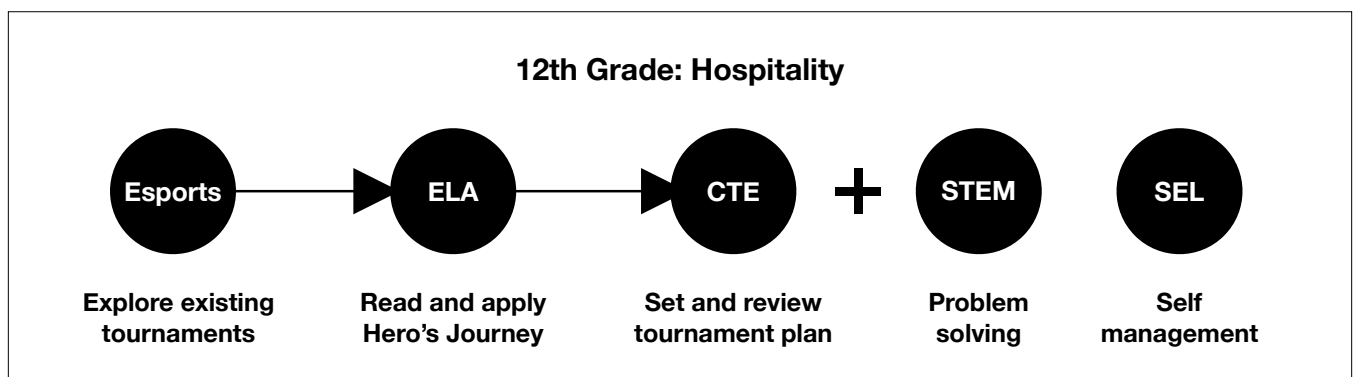 12th Grade: Hospitality
Esports
ELA
CTE
+
STEM
SEL
Explore existing
tournaments
Read and apply
Hero's Journey
Set and review
tournament plan
Problem
solving
Self
management